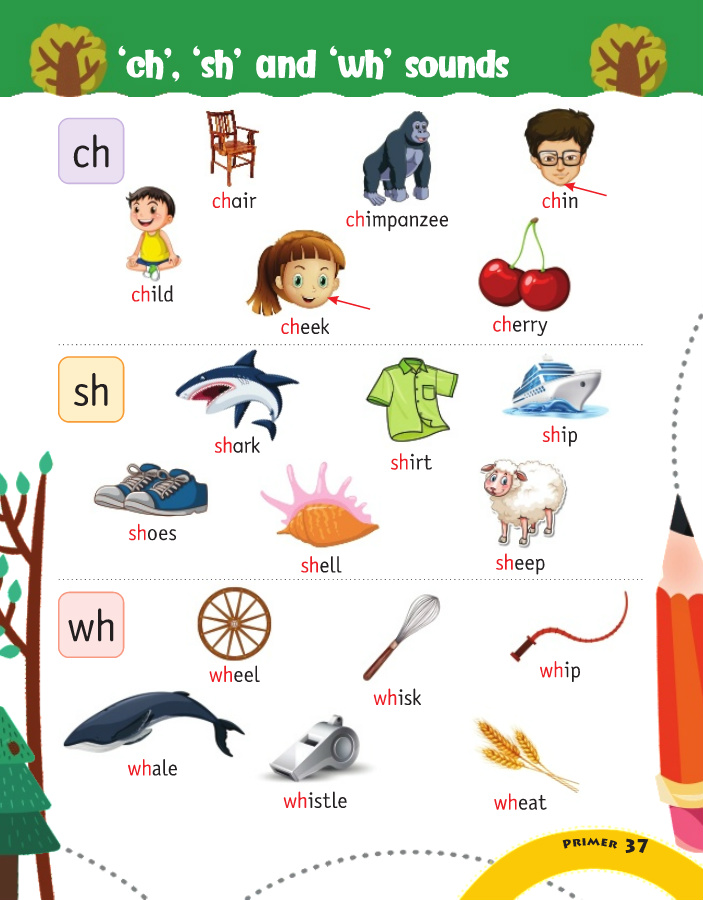 ‘ch’, ‘sh’ and ‘wh’ sounds
ch
chair
chimpanzee
chin
child
cheek
cherry
sh
shark
shirt
ship
shoes
shell
sheep
wh
wheel
whisk
whip
whale
whistle
wheat
PRIMER 37